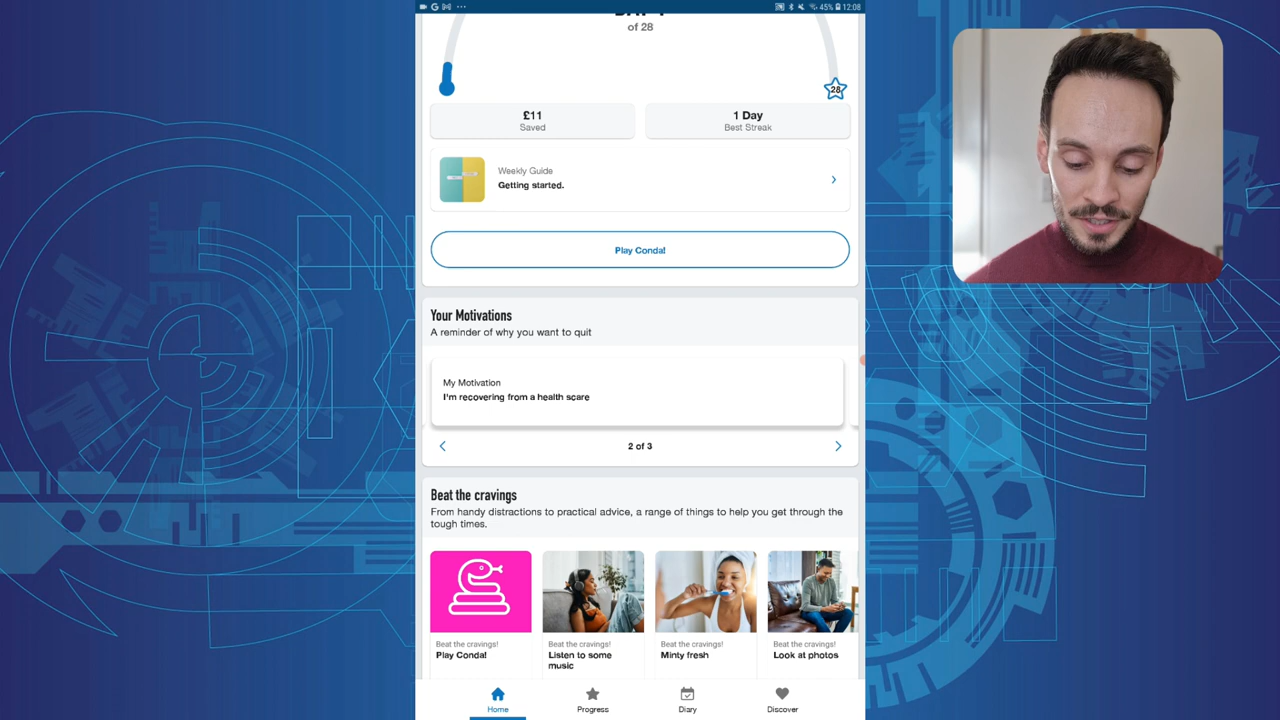 45% 12:08
of 28
28
£11
Saved
1 Day
Best Streak
Weekly Guide
Getting started.
Play Conda!
Your Motivations
A reminder of why you want to quit
My Motivation
I'm recovering from a health scare
2 of 3
Beat the cravings
From handy distractions to practical advice, a range of things to help you get through the
tough times.
Beat the cravings!
Play Conda!
Beat the cravings!
Listen to some
music
Beat the cravings!
Minty fresh
Beat the cravings!
Look at photos
Home
Progress
Diary
Discover